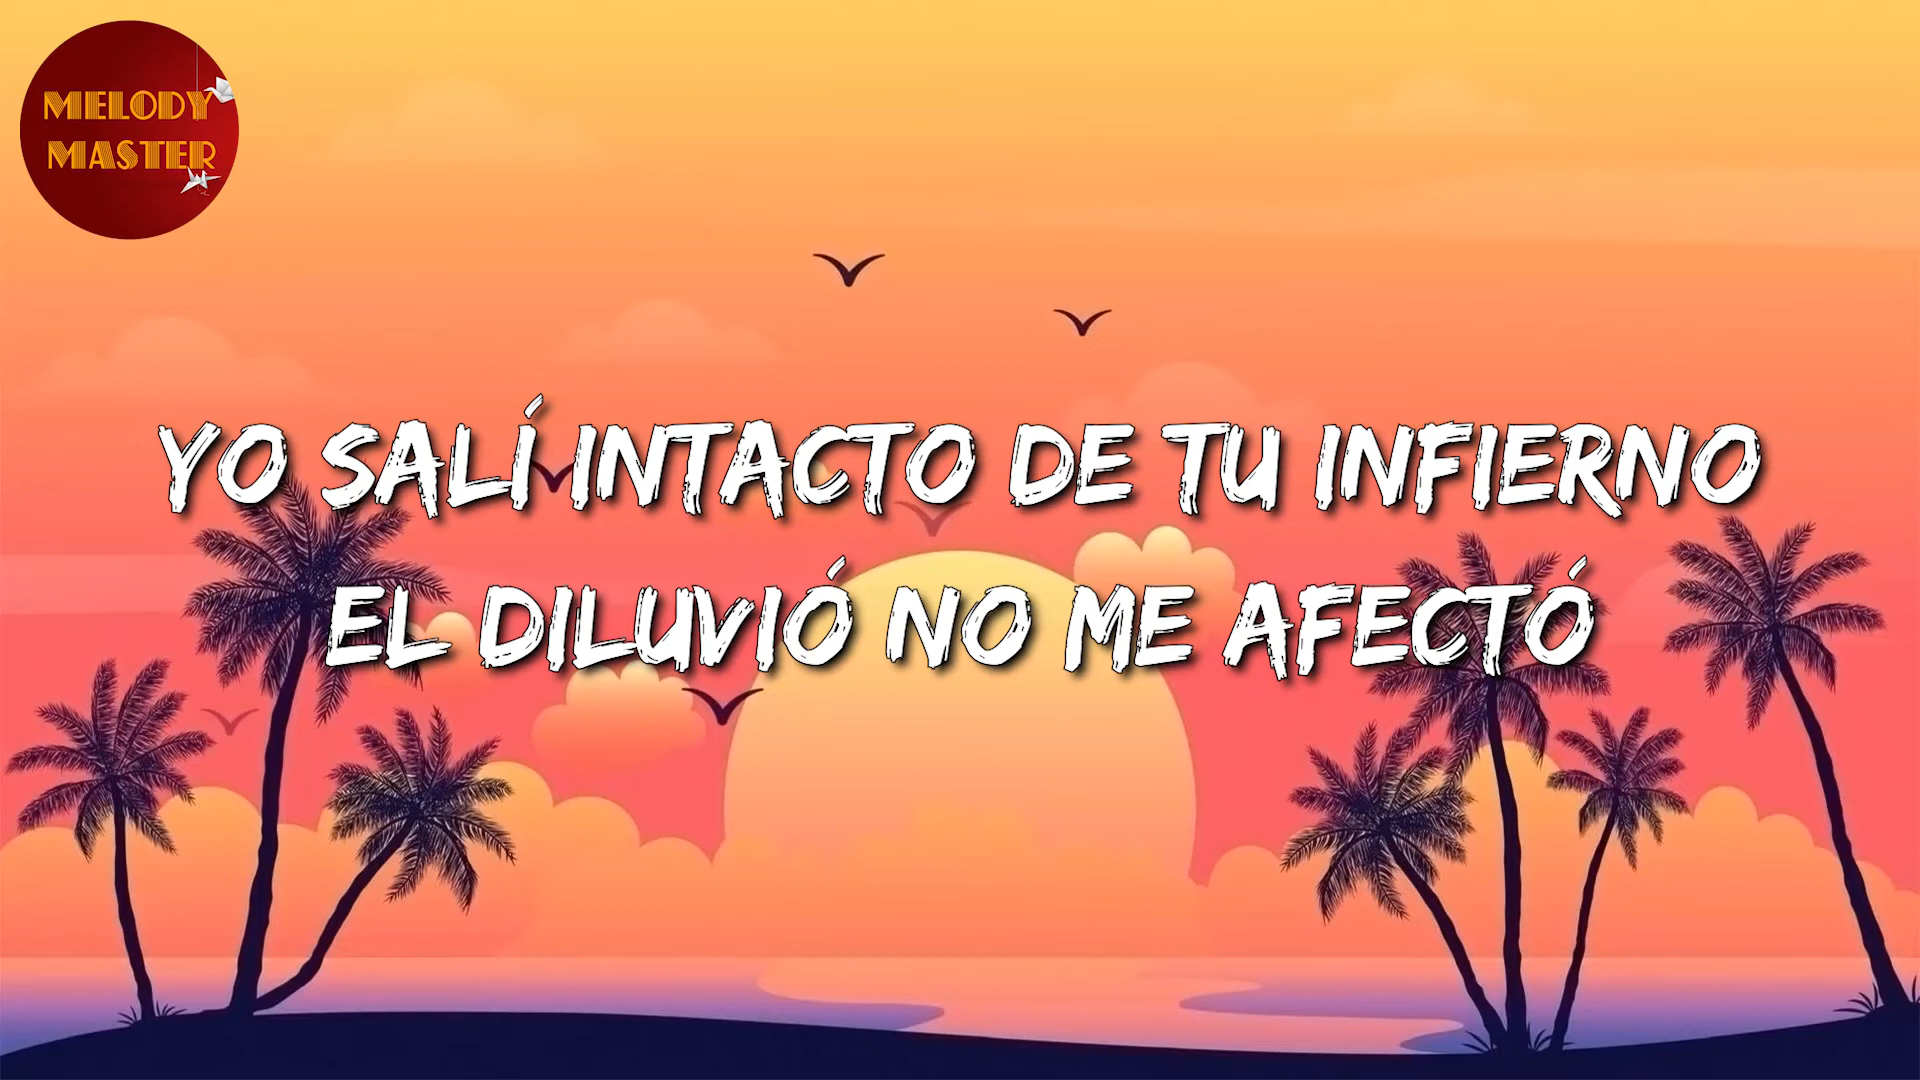 MELODY
MASTER
YO SALÍ INTACTO DE TU INFIERNO
EL DILUVIÓ NO ME AFECTÓ